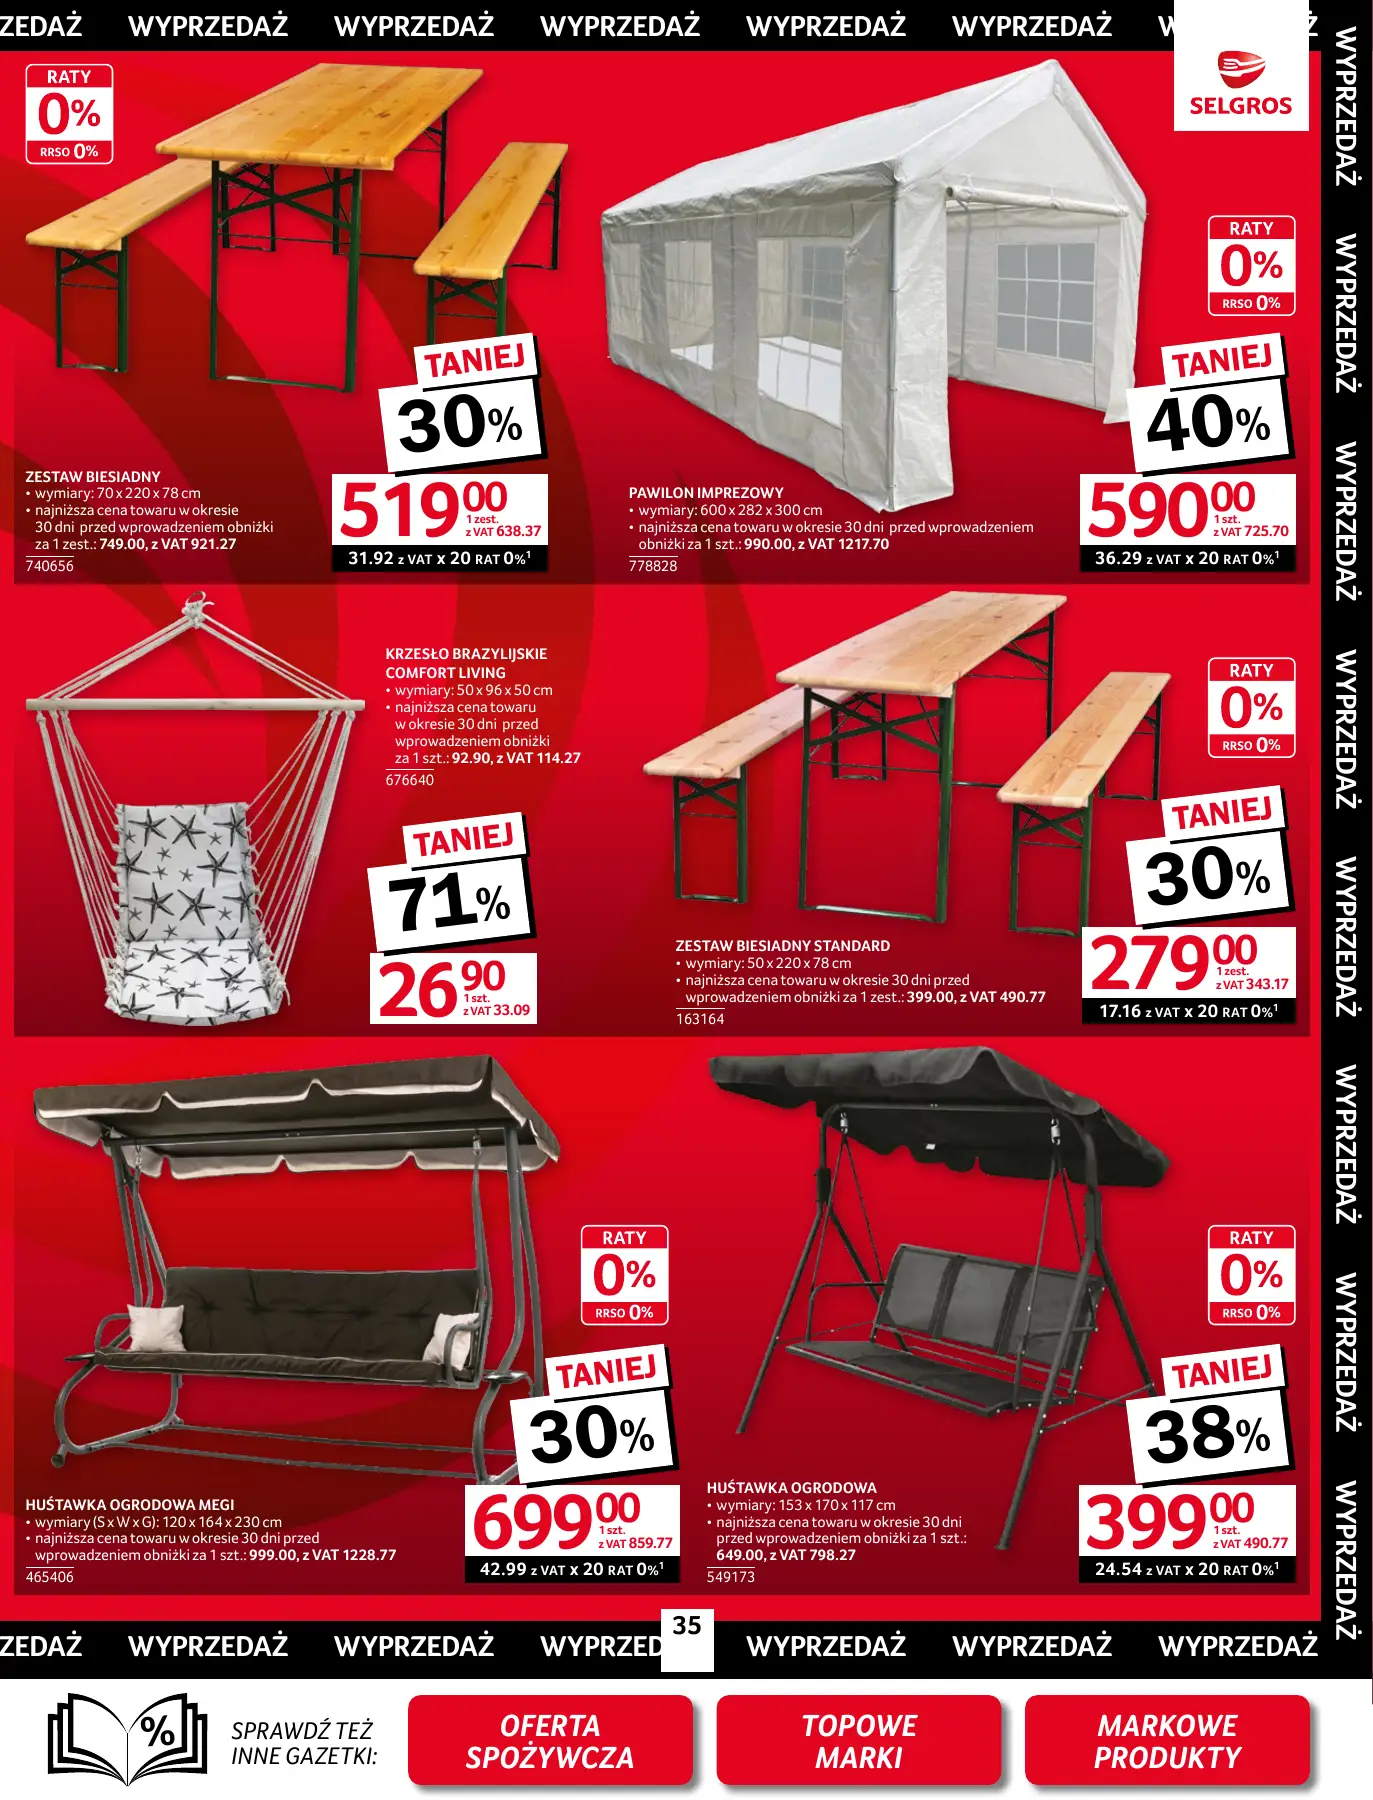 ZEDAŻ WYPRZEDAŻ WYPRZEDAŻ WYPRZEDAŻ WYPRZEDAŻ WYPRZEDAŻ
SELGROS
RATY
0%
RRSO 0%
TANIEJ
30%
ZESTAW BIESIADNY
• wymiary: 70 x 220 x 78 cm
• najniższa cena towaru w okresie
30 dni przed wprowadzeniem obniżki
za 1 zest.: 749.00, z VAT 921.27
740656
519 00
1 zest.
z VAT 638.37
31.92 z VAT x 20 RAT 0%¹
RATY
0%
RRSO 0%
TANIEJ
40%
PAWILON IMPREZOWY
• wymiary: 600 x 282 x 300 cm
• najniższa cena towaru w okresie 30 dni przed wprowadzeniem
obniżki za 1 szt.: 990.00, z VAT 1217.70
778828
590 00
1 szt.
z VAT 725.70
36.29 z VAT x 20 RAT 0%¹
KRZESŁO BRAZYLIJSKIE
COMFORT LIVING
• wymiary: 50 x 96 x 50 cm
• najniższa cena towaru
w okresie 30 dni przed
wprowadzeniem obniżki
za 1 szt.: 92.90, z VAT 114.27
676640
TANIEJ
71%
26 90
1 szt.
z VAT 33.09
RATY
0%
RRSO 0%
TANIEJ
30%
ZESTAW BIESIADNY STANDARD
• wymiary: 50 x 220 x 78 cm
• najniższa cena towaru w okresie 30 dni przed
wprowadzeniem obniżki za 1 zest.: 399.00, z VAT 490.77
163164
279 00
1 zest.
z VAT 343.17
17.16 z VAT x 20 RAT 0%¹
RATY
0%
RRSO 0%
TANIEJ
30%
HUŚTAWKA OGRODOWA MEGI
• wymiary (S x W x G): 120 x 164 x 230 cm
• najniższa cena towaru w okresie 30 dni przed
wprowadzeniem obniżki za 1 szt.: 999.00, z VAT 1228.77
465406
699 00
1 szt.
z VAT 859.77
42.99 z VAT x 20 RAT 0%¹
RATY
0%
RRSO 0%
TANIEJ
38%
HUŚTAWKA OGRODOWA
• wymiary: 153 x 170 x 117 cm
• najniższa cena towaru w okresie 30 dni
przed wprowadzeniem obniżki za 1 szt.:
649.00, z VAT 798.27
549173
399 00
1 szt.
z VAT 490.77
24.54 z VAT x 20 RAT 0%¹
WYPRZEDAŻ WYPRZEDAŻ WYPRZEDAŻ WYPRZEDAŻ WYPRZEDAŻ WYPRZEDAŻ WYPRZEDAŻ WYPRZEDAŻ
35
ZEDAŻ WYPRZEDAŻ WYPRZEDAŻ WYPRZED WYPRZEDAŻ WYPRZEDAŻ WYPRZEDAŻ
%
SPRAWDŹ TEŻ
INNE GAZETKI:
OFERTA
SPOŻYWCZA
TOPOWE
MARKI
MARKOWE
PRODUKTY